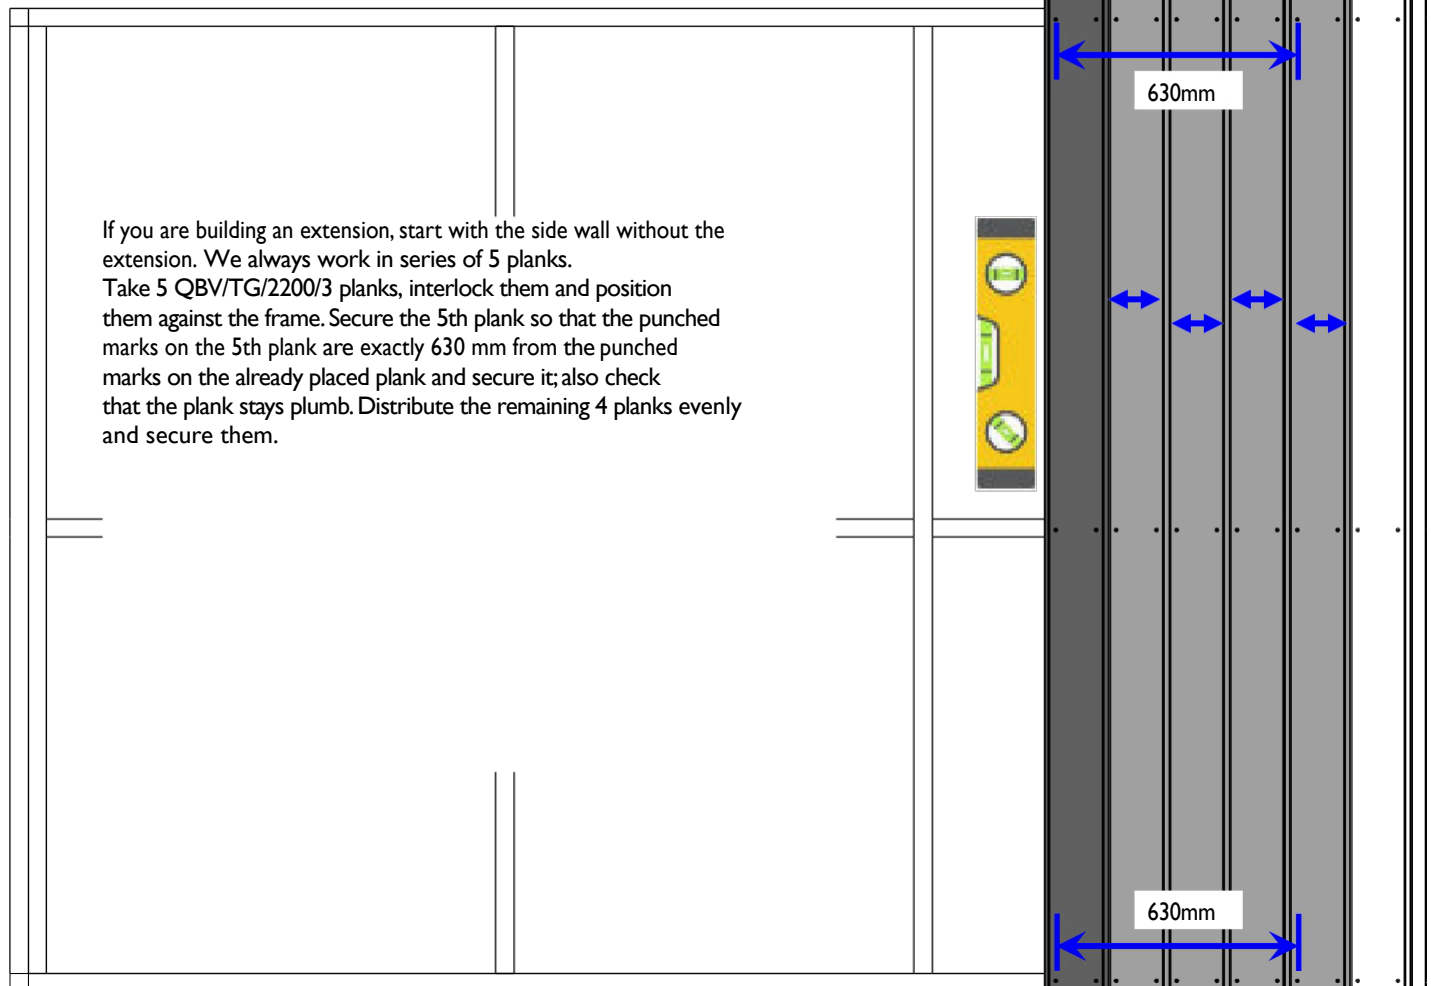 630mm
If you are building an extension, start with the side wall without the
extension. We always work in series of 5 planks.
Take 5 QBV/TG/2200/3 planks, interlock them and position
them against the frame. Secure the 5th plank so that the punched
marks on the 5th plank are exactly 630 mm from the punched
marks on the already placed plank and secure it; also check
that the plank stays plumb. Distribute the remaining 4 planks evenly
and secure them.
630mm